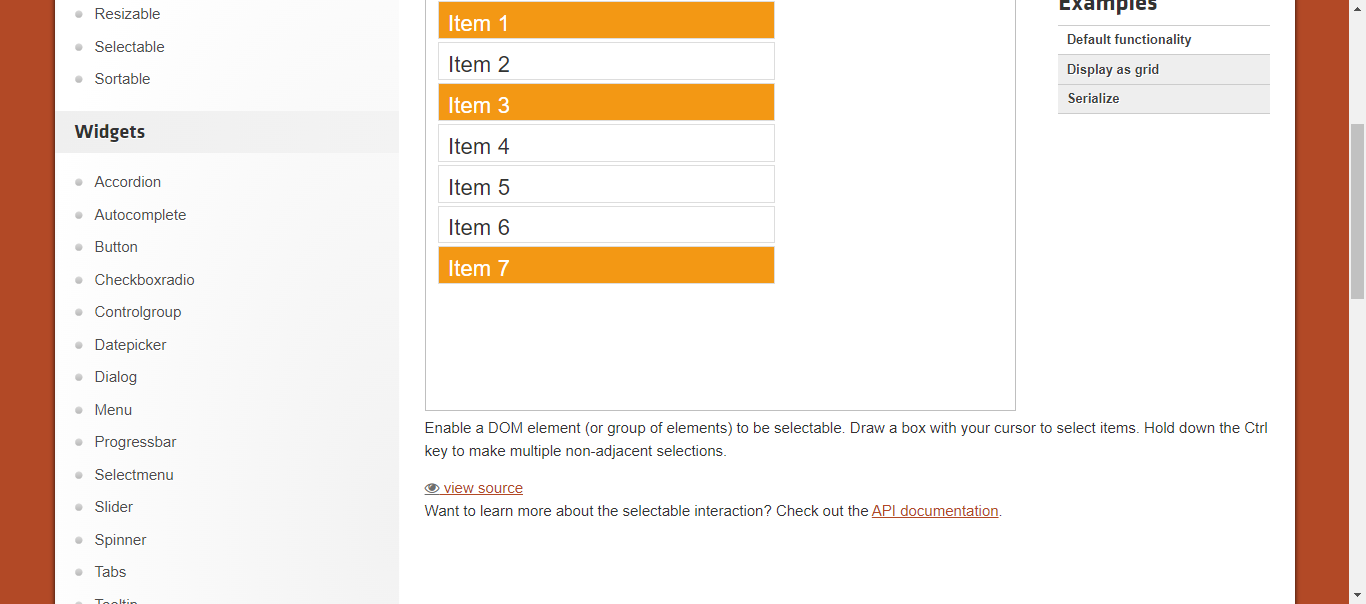 Resizable
Selectable
Sortable
Widgets
Accordion
Autocomplete
Button
Checkboxradio
Controlgroup
Datepicker
Dialog
Menu
Progressbar
Selectmenu
Slider
Spinner
Tabs
Tooltip
Item 1
Item 2
Item 3
Item 4
Item 5
Item 6
Item 7
Enable a DOM element (or group of elements) to be selectable. Draw a box with your cursor to select items. Hold down the Ctrl
key to make multiple non-adjacent selections.
view source
Want to learn more about the selectable interaction? Check out the API documentation.
Examples
Default functionality
Display as grid
Serialize